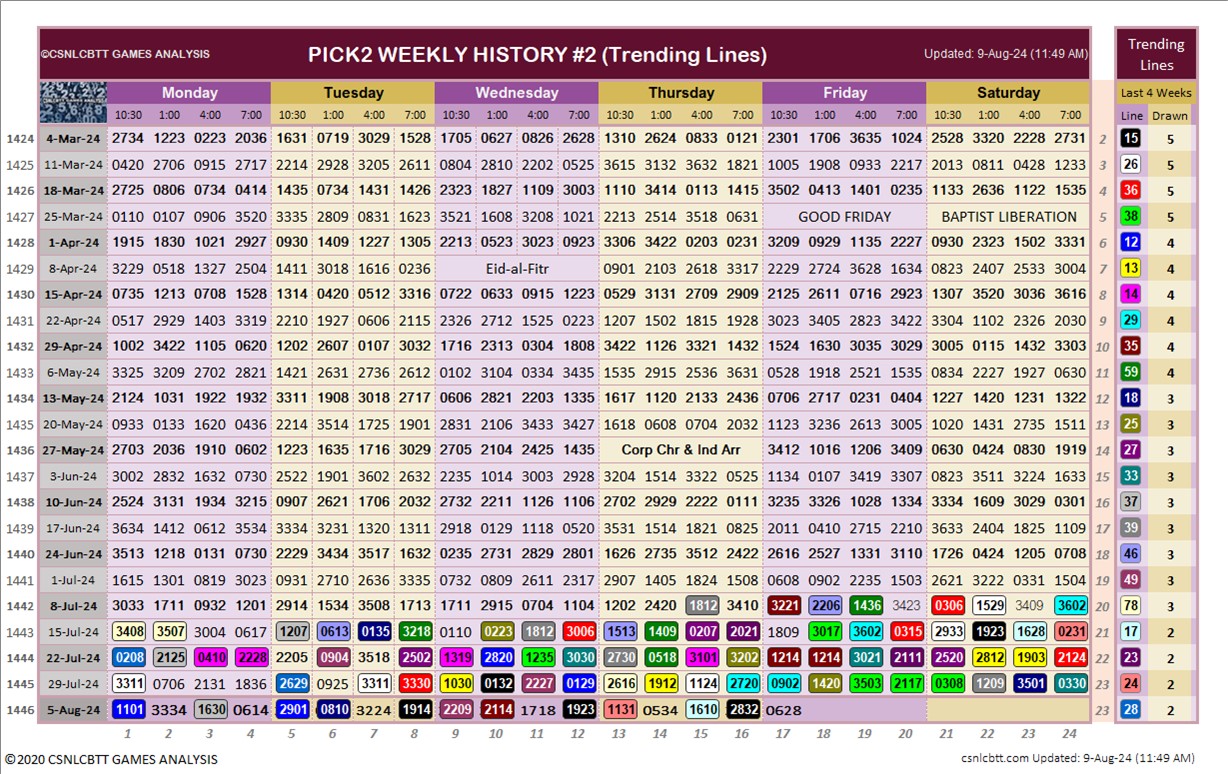 ©CSNLCBTT GAMES ANALYSIS PICK2 WEEKLY HISTORY #2 (Trending Lines) Updated: 9-Aug-24 (11:49 AM) Trending Lines
Monday Tuesday Wednesday Thursday Friday Saturday Last 4 Weeks
10:30 1:00 4:00 7:00 10:30 1:00 4:00 7:00 10:30 1:00 4:00 7:00 10:30 1:00 4:00 7:00 10:30 1:00 4:00 7:00 10:30 1:00 4:00 7:00 Line Drawn
1424 4-Mar-24 2734 1223 0223 2036 1631 0719 3029 1528 1705 0627 0826 2628 1310 2624 0833 0121 2301 1706 3635 1024 2528 3320 2228 2731 2 15 5
1425 11-Mar-24 0420 2706 0915 2717 2214 2928 3205 2611 0804 2810 2202 0525 3615 3132 3632 1821 1005 1908 0933 2217 2013 0811 0428 1233 3 26 5
1426 18-Mar-24 2725 0806 0734 0414 1435 0734 1431 1426 2323 1827 1109 3003 1110 3414 0113 1415 3502 0413 1401 0235 1133 2636 1122 1535 4 36 5
1427 25-Mar-24 0110 0107 0906 3520 3335 2809 0831 1623 3521 1608 3208 1021 2213 2514 3518 0631 GOOD FRIDAY BAPTIST LIBERATION 5 38 5
1428 1-Apr-24 1915 1830 1021 2927 0930 1409 1227 1305 2213 0523 3023 0923 3306 3422 0203 0231 3209 0929 1135 2227 0930 2323 1502 3331 6 12 4
1429 8-Apr-24 3229 0518 1327 2504 1411 3018 1616 0236 Eid-al-Fitr 0901 2103 2618 3317 2229 2724 3628 1634 0823 2407 2533 3004 7 13 4
1430 15-Apr-24 0735 1213 0708 1528 1314 0420 0512 3316 0722 0633 0915 1223 0529 3131 2709 2909 2125 2611 0716 2923 1307 3520 3036 3616 8 14 4
1431 22-Apr-24 0517 2929 1403 3319 2210 1927 0606 2113 2326 2712 1525 0223 1207 1502 1815 1928 3023 3405 2823 3422 3304 1102 2326 2030 9 29 4
1432 29-Apr-24 1002 3422 1105 0620 1202 2607 0107 3032 1716 2313 0304 1808 3422 1126 3321 1432 1524 1630 3035 3029 3005 0115 1432 3303 10 35 4
1433 6-May-24 3325 3209 2702 2821 1421 2631 2736 2612 0102 3104 0334 3435 1535 2915 2536 3631 0528 1918 2521 1535 0834 2227 1927 0630 11 59 4
1434 13-May-24 2124 1031 1922 1932 3311 1908 3018 2717 0606 2821 2203 1335 1617 1120 2133 2436 0706 2717 0231 0404 1227 1420 1231 1322 12 18 3
1435 20-May-24 0933 0133 1620 0436 2214 3514 1725 1901 2831 2106 3433 3427 1618 0608 0704 2032 1123 3236 2613 3005 1020 1431 2735 1511 13 25 3
1436 27-May-24 2703 2036 1910 0602 1223 1635 1716 3029 2705 2104 2425 1435 Corp Chr & Ind Arr 3412 1016 1206 3409 0630 0424 0830 1919 14 27 3
1437 3-Jun-24 3002 2832 1632 0730 2522 1901 3602 2633 2235 1014 3003 2928 3204 1514 3532 0525 1134 0107 3419 3307 0823 3511 3224 1633 15 33 3
1438 10-Jun-24 2524 3131 1934 3215 0907 2621 1706 2032 2732 2211 1126 1106 2702 2929 2222 0111 3235 3326 1028 1334 3334 1609 3029 0301 16 37 3
1439 17-Jun-24 3634 1412 0612 3534 3334 3231 1320 1311 2918 0129 1118 0520 3531 1514 1821 0825 2011 0410 2715 2210 3633 2404 1825 1109 17 39 3
1440 24-Jun-24 3513 1218 0131 0730 2229 3434 3517 1632 0235 2731 2829 2801 1626 2735 3512 2422 2616 2527 1331 3110 1726 0424 1205 0708 18 46 3
1441 1-Jul-24 1615 1301 0819 3023 0931 2710 2636 3335 0732 0809 2611 2317 2907 1405 1824 1508 0608 0902 2235 1503 2621 3222 0331 1504 19 49 3
1442 8-Jul-24 3033 1711 0932 1201 2914 1534 3508 1713 1711 2915 0704 1104 1202 2420 1812 3410 3221 2206 1436 3423 0306 1529 3409 3602 20 78 3
1443 15-Jul-24 3408 3507 3004 0617 1207 0613 0135 3218 0110 0223 1812 3006 1513 1409 0207 2021 1809 3017 3602 0315 2933 1923 1628 0231 21 17 2
1444 22-Jul-24 0208 2125 0410 2228 2205 0904 3518 2502 1319 2820 1235 3030 2730 0518 3101 3202 1214 1214 3021 2111 2520 2812 1903 2124 22 23 2
1445 29-Jul-24 3311 0706 2131 1836 2629 0925 3311 3330 1030 0132 2227 0129 2616 1912 1124 2720 0902 1420 3503 2117 0308 1209 3501 0330 23 24 2
1446 5-Aug-24 1101 3334 1630 0614 2901 0810 3224 1914 2209 2114 1718 1923 1131 0534 1610 2832 0628 23 28 2
1 2 3 4 5 6 7 8 9 10 11 12 13 14 15 16 17 18 19 20 21 22 23 24
©2020 CSNLCBTT GAMES ANALYSIS csnlcbtt.com Updated: 9-Aug-24 (11:49 AM)